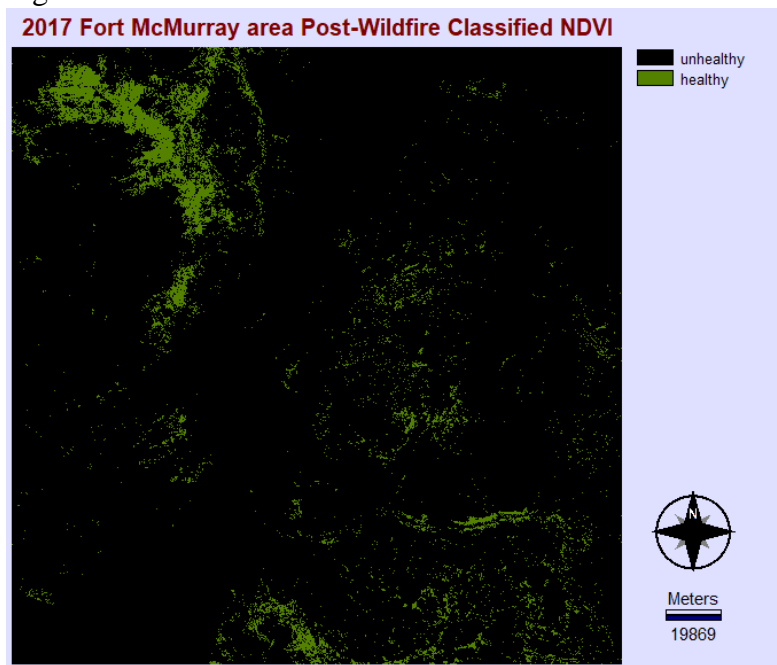 2017 Fort McMurray area Post-Wildfire Classified NDVI
unhealthy
healthy
N
Meters
19869